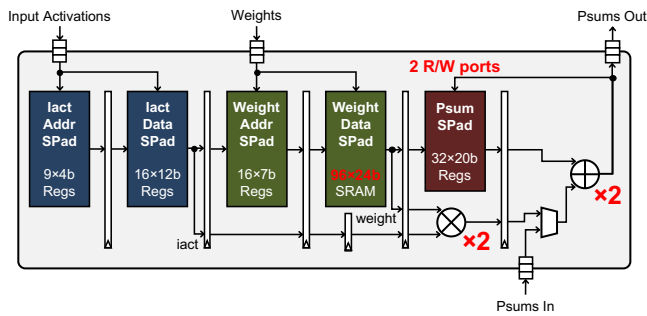 Input Activations
Weights
Psums Out
2 R/W ports
Iact
Addr
SPad
9×4b
Regs
Iact
Data
SPad
16×12b
Regs
Weight
Addr
SPad
16×7b
Regs
Weight
Data
SPad
96×24b
SRAM
Psum
SPad
32×20b
Regs
×2
weight
×2
iact
Psums In